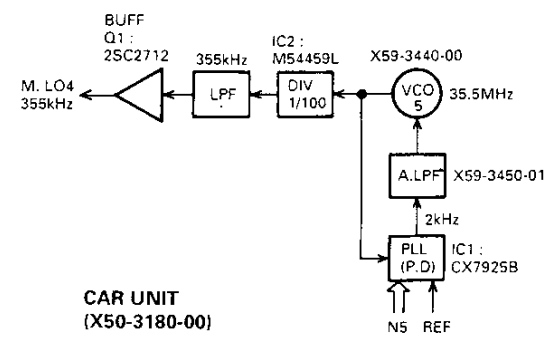 BUFF
Q1 :
2SC2712
355kHz
IC2 :
M54459L
X59-3440-00
M. LO4
355kHz
LPF
DIV
1/100
VCO
5
35.5MHz
A.LPF
X59-3450-01
2kHz
PLL
(P.D)
IC1 :
CX7925B
CAR UNIT
(X50-3180-00)
N5
REF